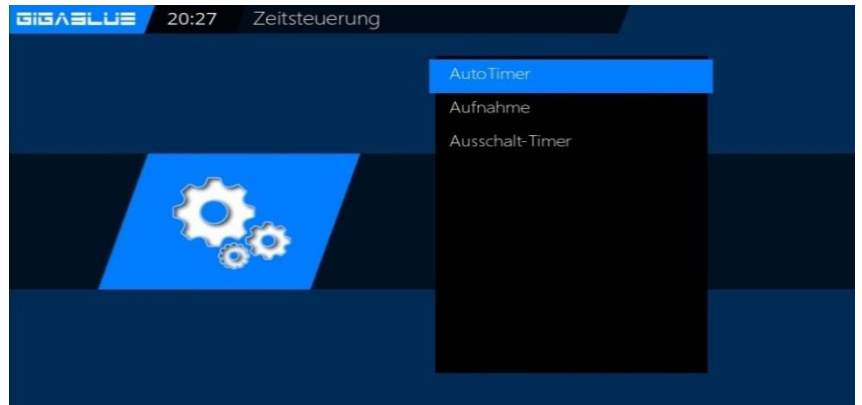 GIGABLUE 20:27 Zeitsteuerung
AutoTimer
Aufnahme
Ausschalt-Timer